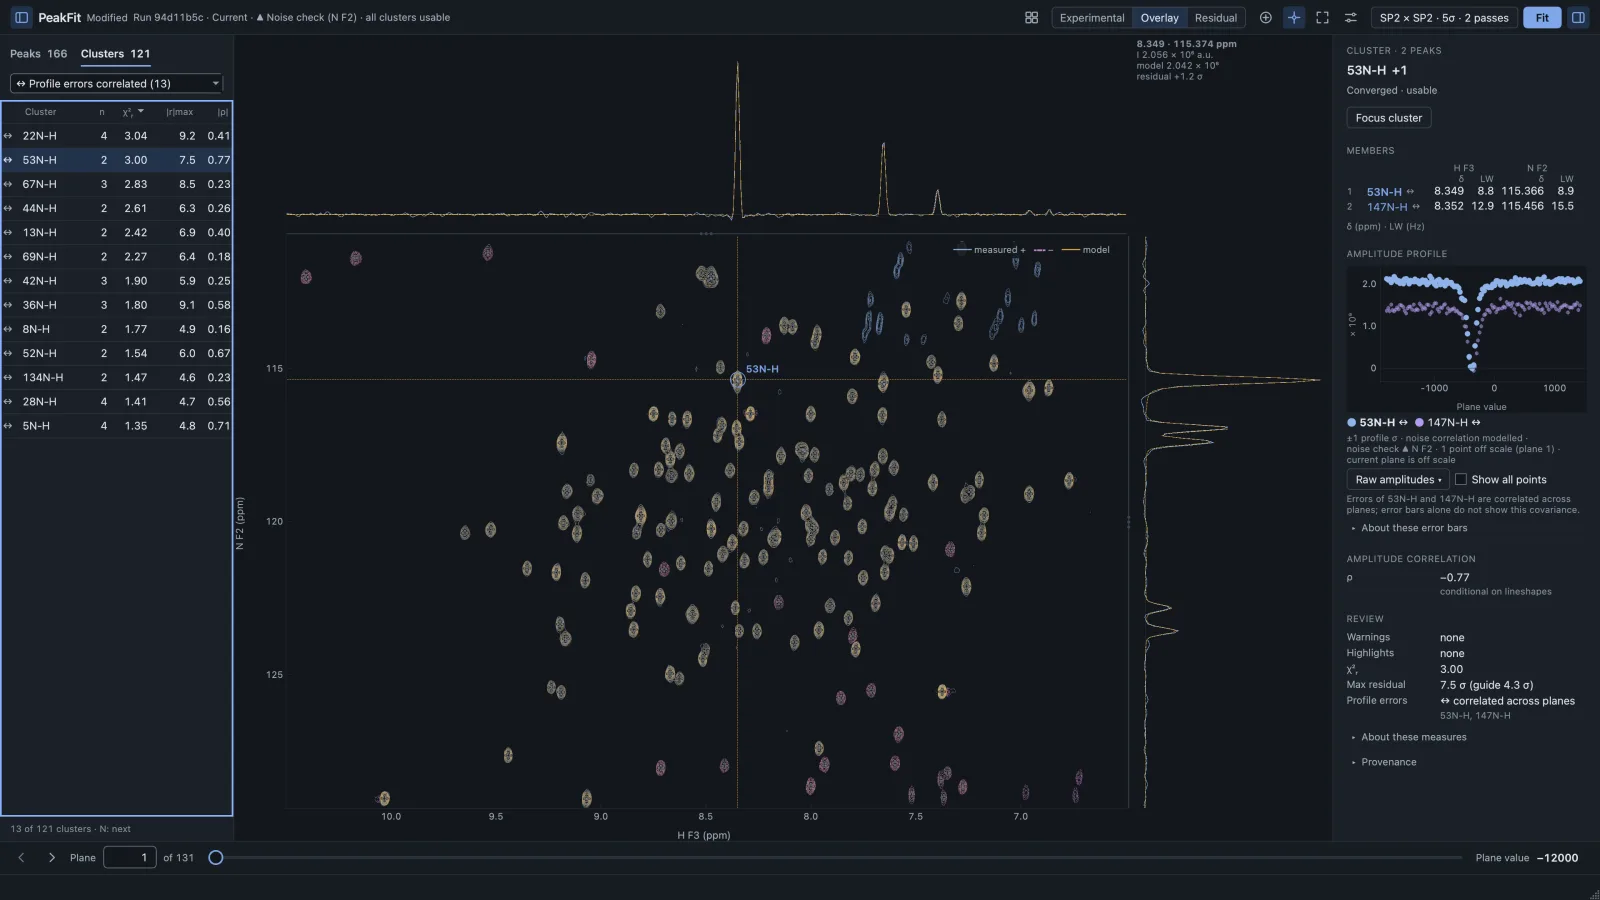 PeakFit Modified Run 94d11b5c · Current · ▲ Noise check (N F2) · all clusters usable
Experimental Overlay Residual
SP2 × SP2 · 5σ · 2 passes
Fit
Peaks 166 Clusters 121
↔ Profile errors correlated (13)
Cluster n χ²ᵣ |r|max |ρ|
↔ 22N-H 4 3.04 9.2 0.41
↔ 53N-H 2 3.00 7.5 0.77
↔ 67N-H 3 2.83 8.5 0.23
↔ 44N-H 2 2.61 6.3 0.26
↔ 13N-H 2 2.42 6.9 0.40
↔ 69N-H 2 2.27 6.4 0.18
↔ 42N-H 3 1.90 5.9 0.25
↔ 36N-H 3 1.80 9.1 0.58
↔ 8N-H 2 1.77 4.9 0.16
↔ 52N-H 2 1.54 6.0 0.67
↔ 134N-H 2 1.47 4.6 0.23
↔ 28N-H 4 1.41 4.7 0.56
↔ 5N-H 4 1.35 4.8 0.71
13 of 121 clusters · N: next
8.349 · 115.374 ppm
I 2.056 × 10⁶ a.u.
model 2.042 × 10⁶
residual +1.2 σ
measured + – model
53N-H
115
120
125
N F2 (ppm)
10.0 9.5 9.0 8.5 8.0 7.5 7.0
H F3 (ppm)
CLUSTER · 2 PEAKS
53N-H +1
Converged · usable
Focus cluster
MEMBERS
H F3 N F2
δ LW δ LW
1 53N-H ↔ 8.349 8.8 115.366 8.9
2 147N-H ↔ 8.352 12.9 115.456 15.5
δ (ppm) · LW (Hz)
AMPLITUDE PROFILE
2.0
1.0
0
× 10⁶
-1000 0 1000
Plane value
53N-H ↔ 147N-H ↔
±1 profile σ · noise correlation modelled ·
noise check ▲ N F2 · 1 point off scale (plane 1) ·
current plane is off scale
Raw amplitudes Show all points
Errors of 53N-H and 147N-H are correlated across
planes; error bars alone do not show this covariance.
▸ About these error bars
AMPLITUDE CORRELATION
ρ −0.77
conditional on lineshapes
REVIEW
Warnings none
Highlights none
χ²ᵣ 3.00
Max residual 7.5 σ (guide 4.3 σ)
Profile errors ↔ correlated across planes
53N-H, 147N-H
▸ About these measures
▸ Provenance
Plane 1 of 131
Plane value −12000